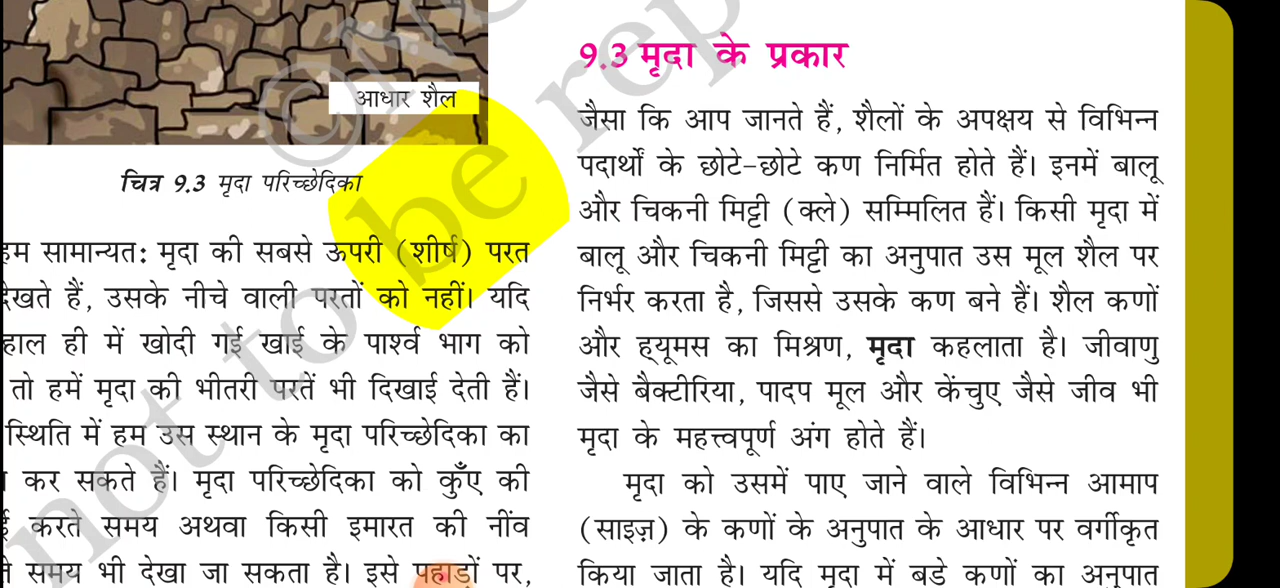 आधार शैल
चित्र 9.3 मृदा परिच्छेदिका
हम सामान्यत: मृदा की सबसे ऊपरी (शीर्ष) परत
देखते हैं, उसके नीचे वाली परतों को नहीं। यदि
हाल ही में खोदी गई खाई के पार्श्व भाग को
तो हमें मृदा की भीतरी परतें भी दिखाई देती हैं।
स्थिति में हम उस स्थान के मृदा परिच्छेदिका का
कर सकते हैं। मृदा परिच्छेदिका को कुँए की
करते समय अथवा किसी इमारत की नींव
समय भी देखा जा सकता है। इसे पहाड़ों पर,
9.3 मृदा के प्रकार
जैसा कि आप जानते हैं, शैलों के अपक्षय से विभिन्न
पदार्थों के छोटे-छोटे कण निर्मित होते हैं। इनमें बालू
और चिकनी मिट्टी (क्ले) सम्मिलित हैं। किसी मृदा में
बालू और चिकनी मिट्टी का अनुपात उस मूल शैल पर
निर्भर करता है, जिससे उसके कण बने हैं। शैल कणों
और ह्यूमस का मिश्रण, मृदा कहलाता है। जीवाणु
जैसे बैक्टीरिया, पादप मूल और केंचुए जैसे जीव भी
मृदा के महत्त्वपूर्ण अंग होते हैं।
मृदा को उसमें पाए जाने वाले विभिन्न आमाप
(साइज़) के कणों के अनुपात के आधार पर वर्गीकृत
किया जाता है। यदि मृदा में बडे कणों का अनुपात
not to be rep